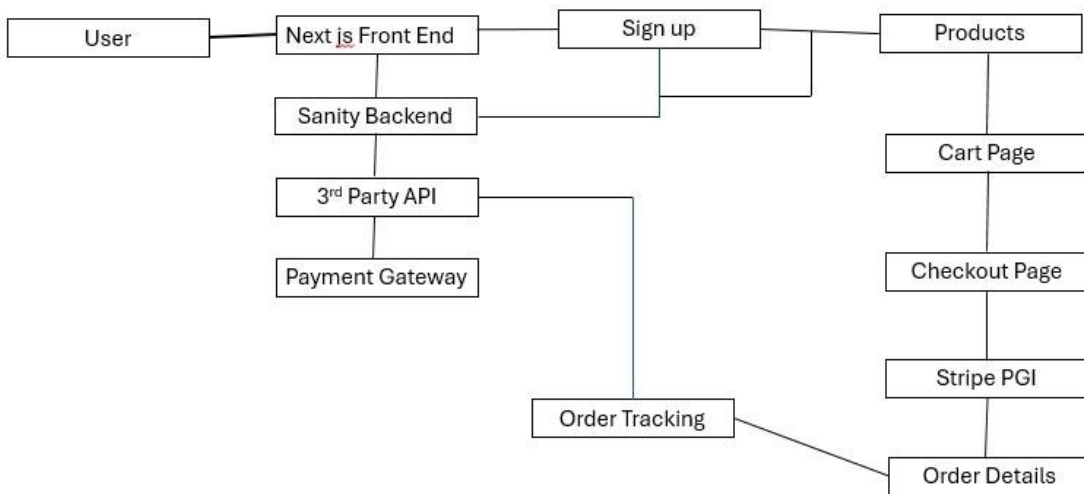 User
Next js Front End
Sign up
Products
Sanity Backend
Cart Page
3rd Party API
Payment Gateway
Checkout Page
Stripe PGI
Order Tracking
Order Details